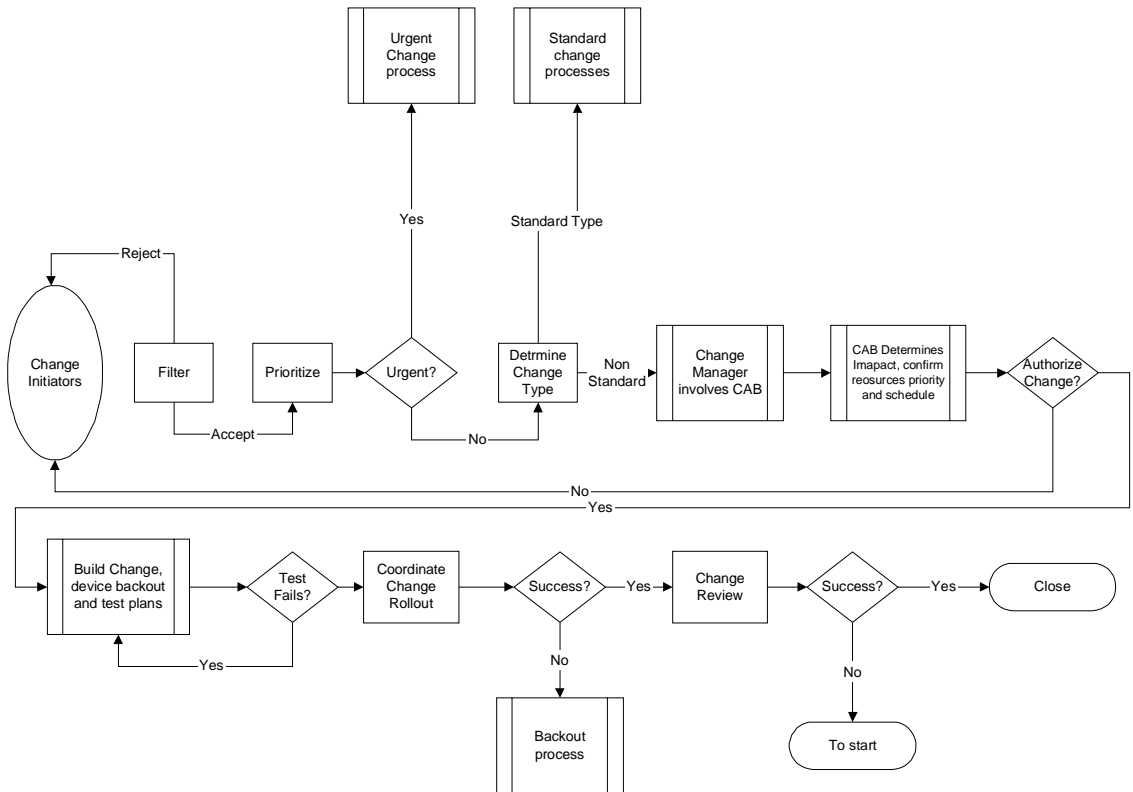 Urgent
Change
process
Standard
change
processes
Yes
Standard Type
Reject
Change
Initiators
Filter
Prioritize
Urgent?
Detrmine
Change
Type
Non
Standard
Change
Manager
involves CAB
CAB Determines
Imapact, confirm
reosurces priority
and schedule
Authorize
Change?
Accept
No
No
Yes
Build Change,
device backout
and test plans
Test
Fails?
Coordinate
Change
Rollout
Success?
Yes
Change
Review
Success?
Yes
Close
Yes
No
No
Backout
process
To start